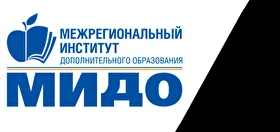 МЕЖРЕГИОНАЛЬНЫЙ
ИНСТИТУТ
ДОПОЛНИТЕЛЬНОГО ОБРАЗОВАНИЯ
МИДО